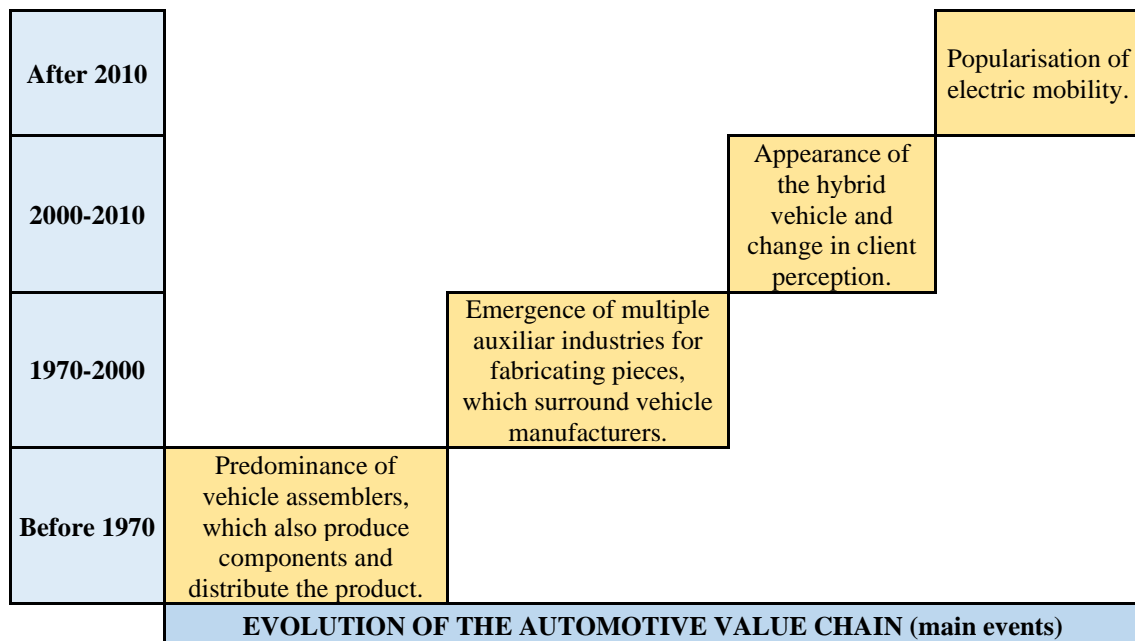 After 2010
Popularisation of
electric mobility.
2000-2010
Appearance of
the hybrid
vehicle and
change in client
perception.
1970-2000
Emergence of multiple
auxiliar industries for
fabricating pieces,
which surround vehicle
manufacturers.
Before 1970
Predominance of
vehicle assemblers,
which also produce
components and
distribute the product.
EVOLUTION OF THE AUTOMOTIVE VALUE CHAIN (main events)